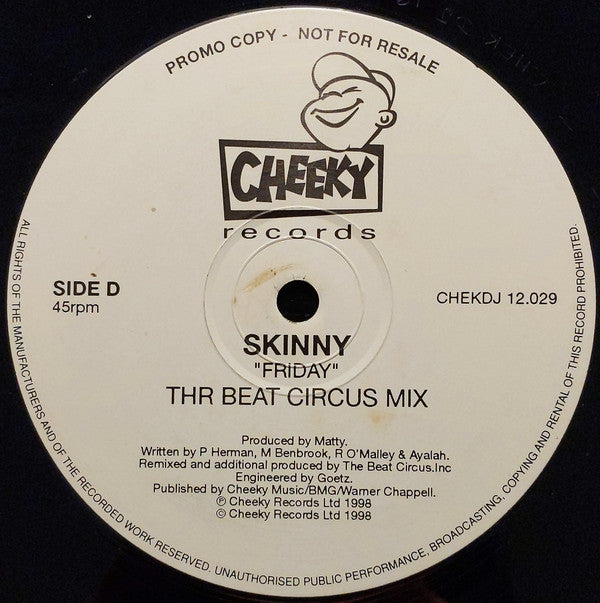 PROMO COPY - NOT FOR RESALE
CHEEKY
records
SIDE D
45rpm
CHEKDJ 12.029
SKINNY
"FRIDAY"
THR BEAT CIRCUS MIX
Produced by Matty.
Written by P Herman, M Benbrook, R O'Malley & Ayalah.
Remixed and additional produced by The Beat Circus.Inc
Engineered by Goetz.
Published by Cheeky Music/BMG/Warner Chappell.
℗ Cheeky Records Ltd 1998
© Cheeky Records Ltd 1998
ALL RIGHTS OF THE MANUFACTURERS AND OF THE RECORDED WORK RESERVED. UNAUTHORISED PUBLIC PERFORMANCE, BROADCASTING, COPYING AND RENTAL OF THIS RECORD PROHIBITED.